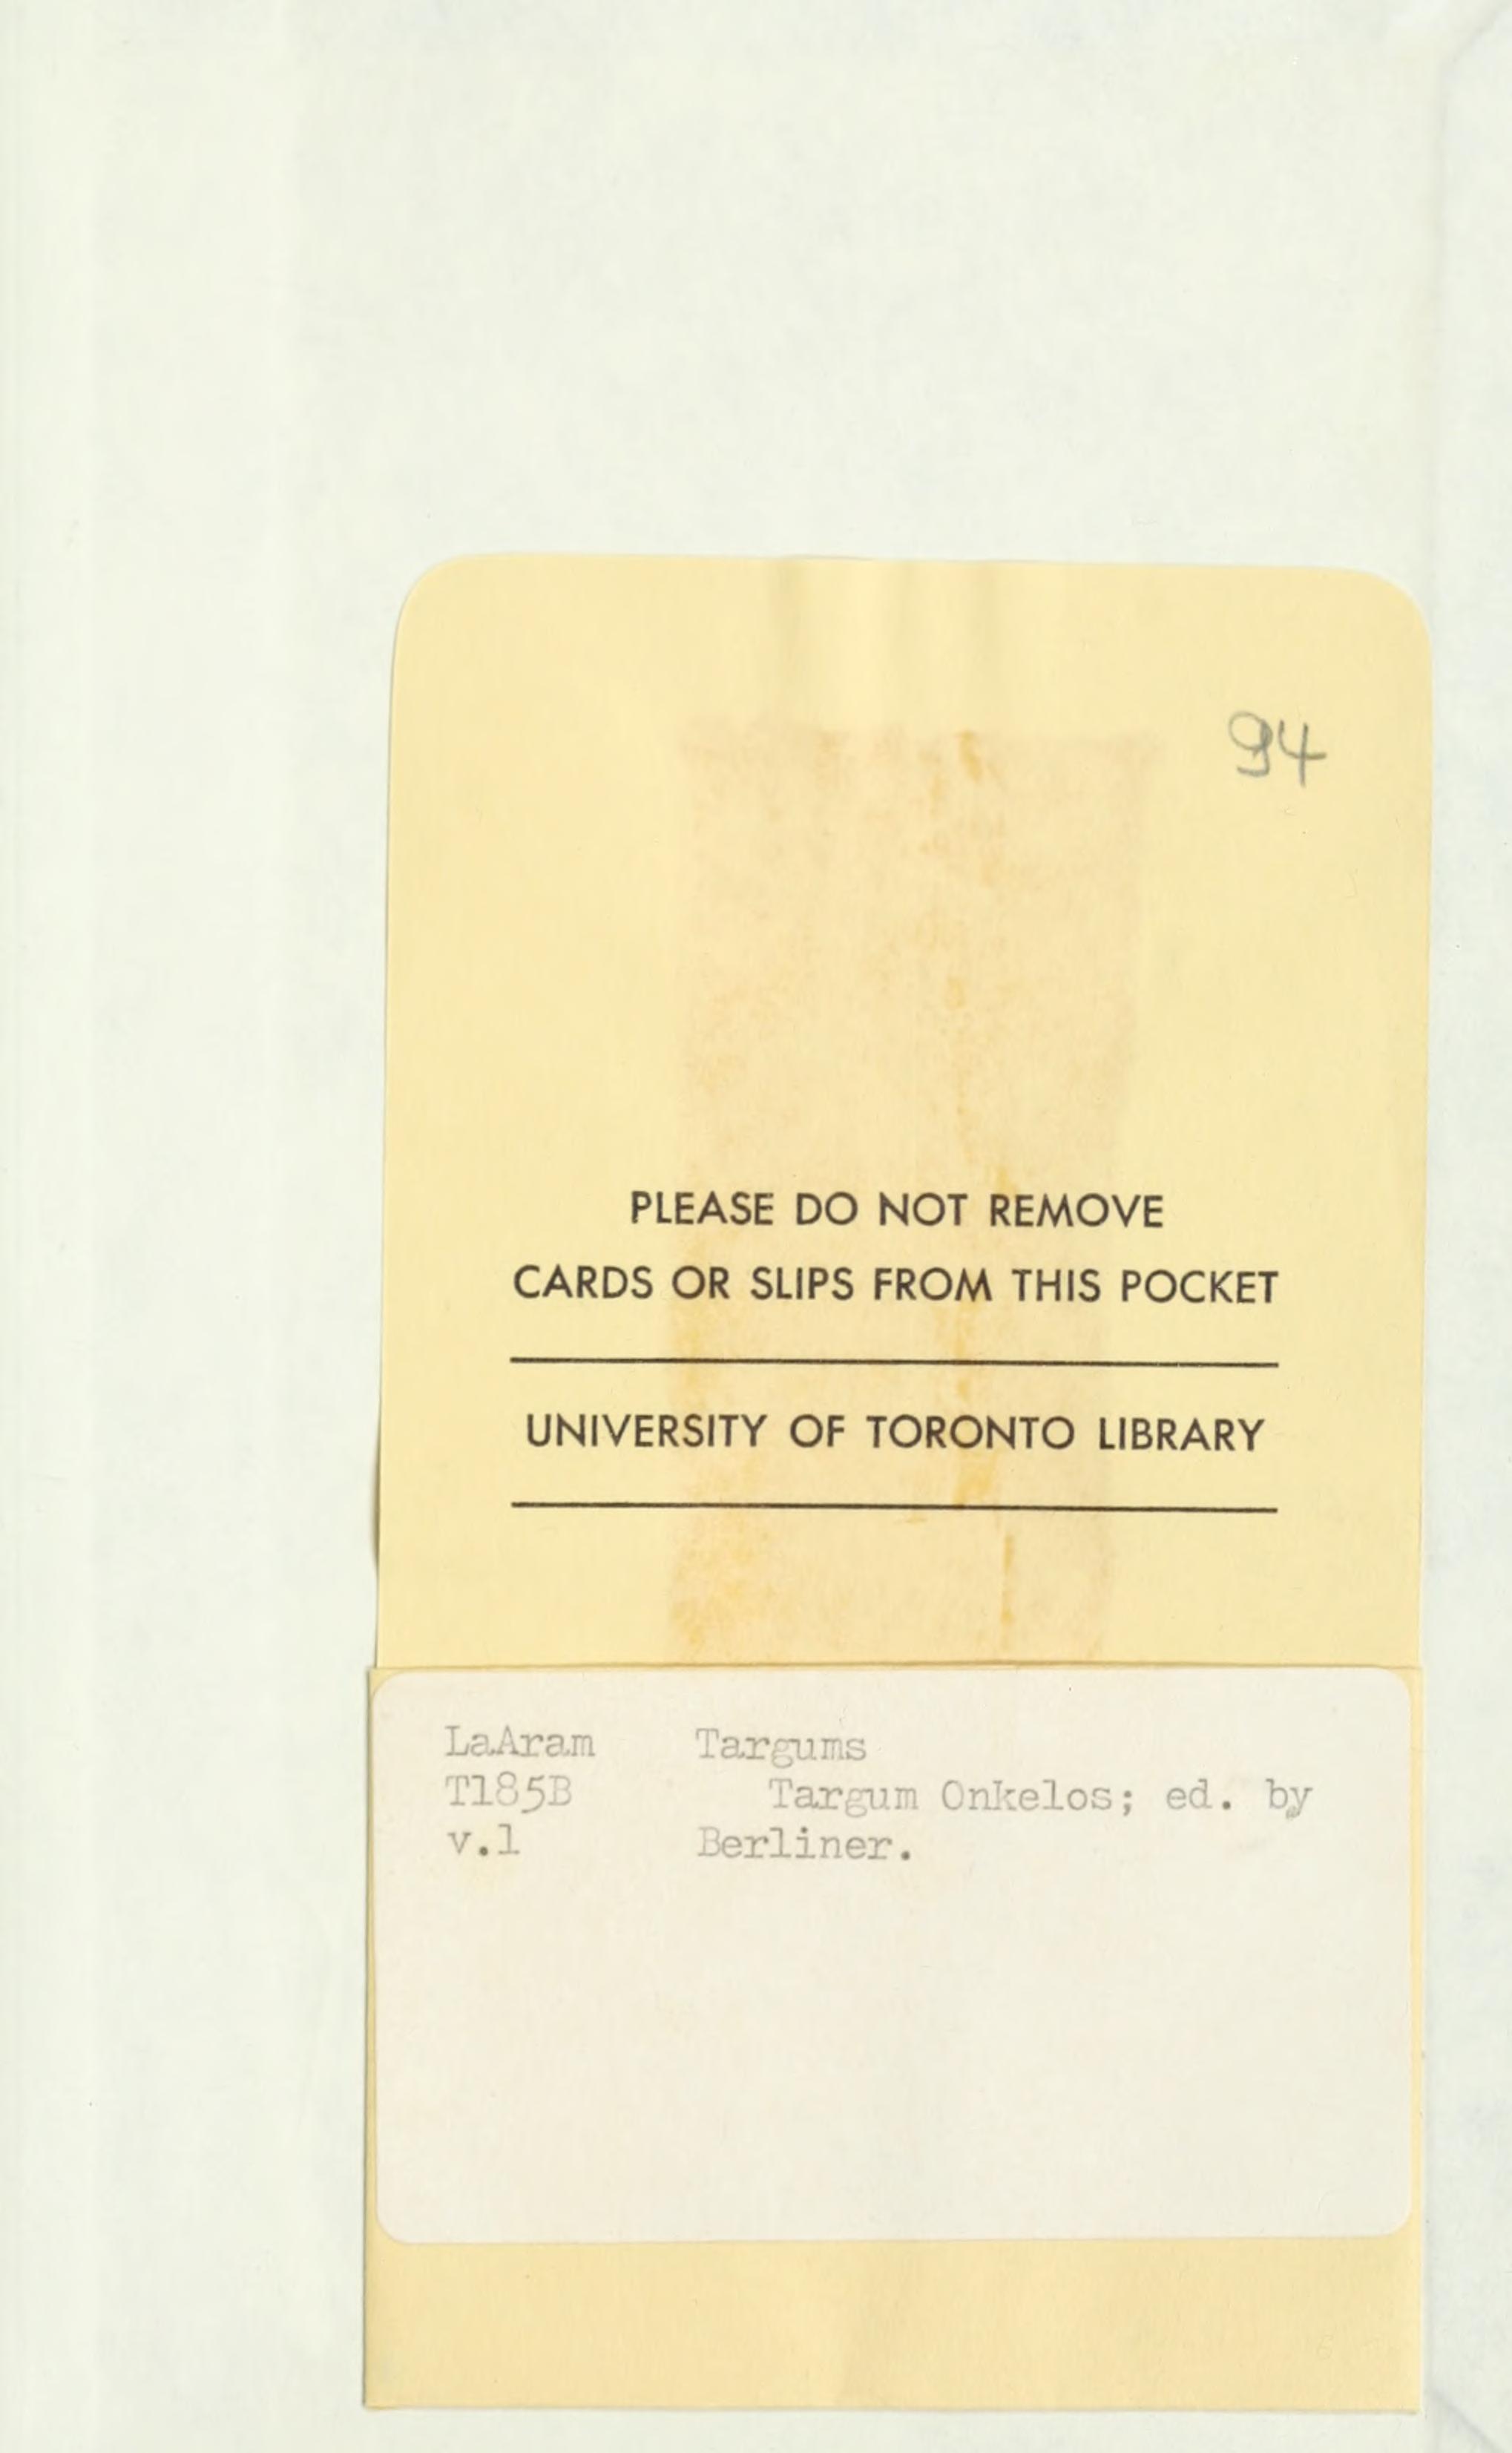 94
PLEASE DO NOT REMOVE
CARDS OR SLIPS FROM THIS POCKET
UNIVERSITY OF TORONTO LIBRARY
LaAram Targums
T185B Targum Onkelos; ed. by
v.1 Berliner.